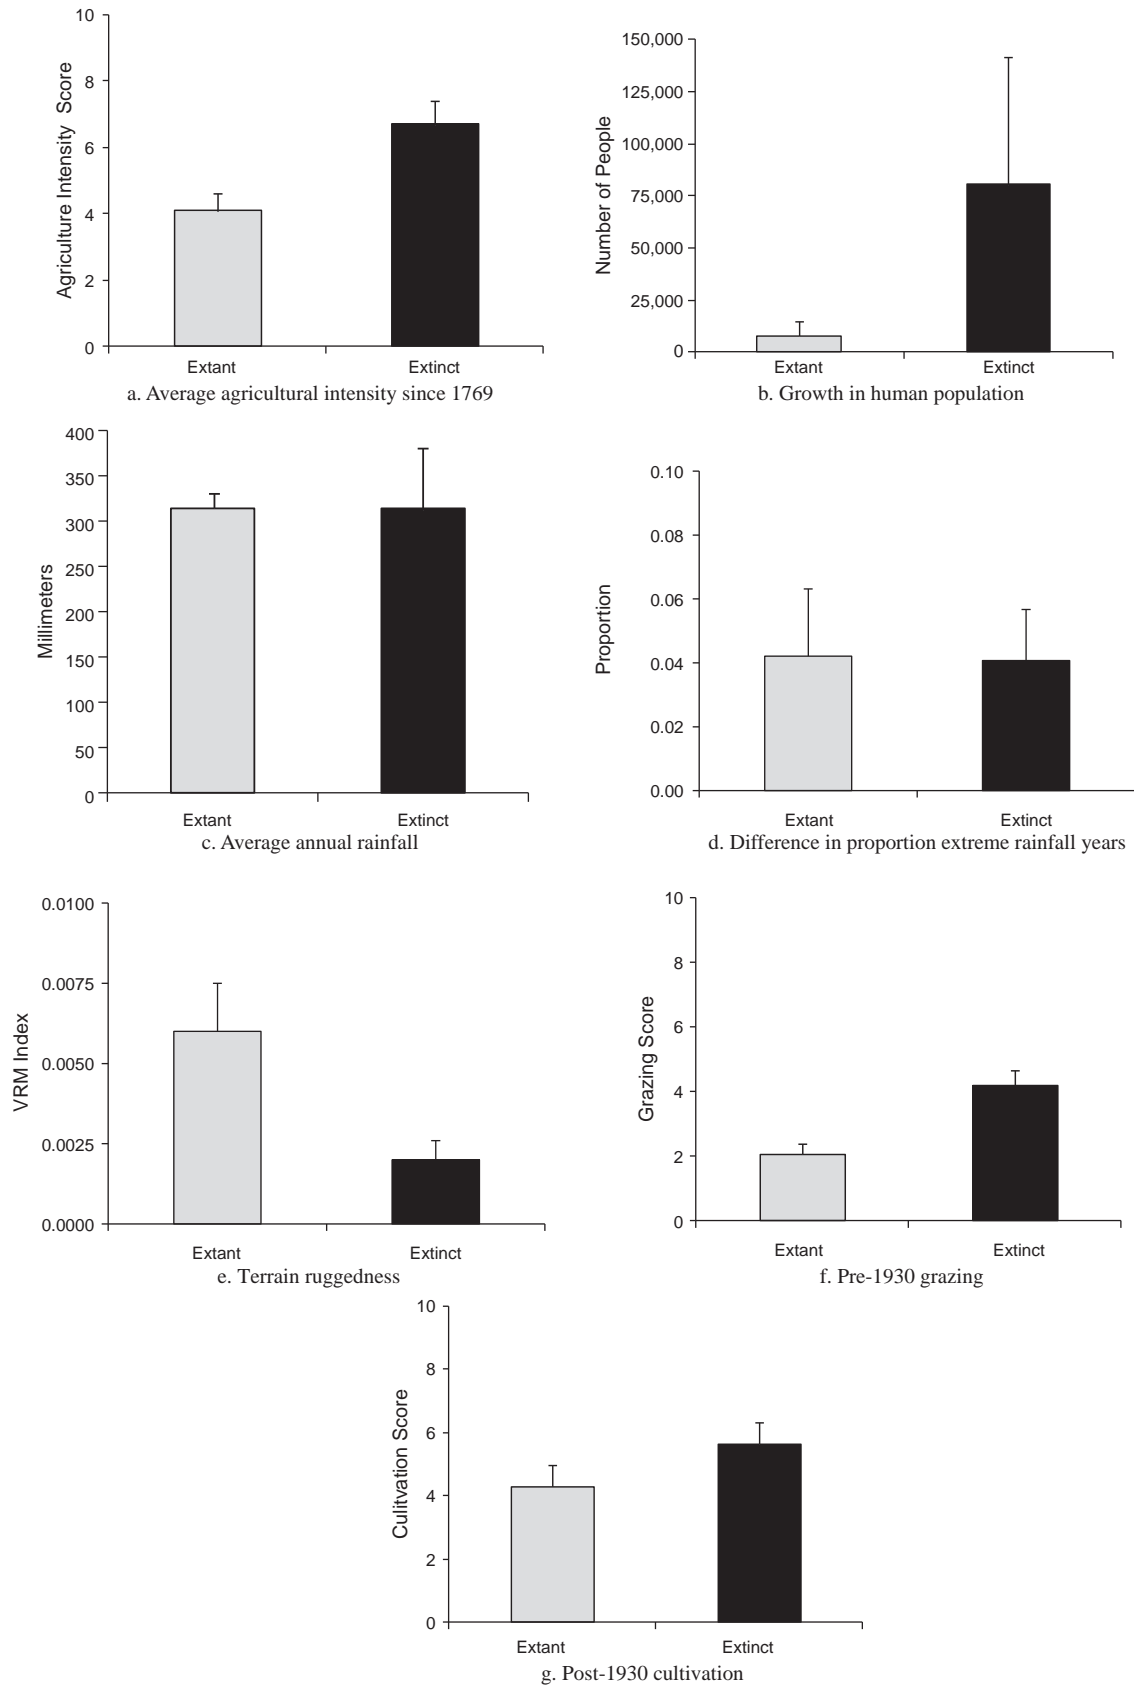 10
8
6
4
2
0
Agriculture Intensity Score
Extant
Extinct
a. Average agricultural intensity since 1769
150,000
125,000
100,000
75,000
50,000
25,000
0
Number of People
Extant
Extinct
b. Growth in human population
400
350
300
250
200
150
100
50
0
Millimeters
Extant
Extinct
c. Average annual rainfall
0.10
0.08
0.06
0.04
0.02
0.00
Proportion
Extant
Extinct
d. Difference in proportion extreme rainfall years
0.0100
0.0075
0.0050
0.0025
0.0000
VRM Index
Extant
Extinct
e. Terrain ruggedness
10
8
6
4
2
0
Grazing Score
Extant
Extinct
f. Pre-1930 grazing
10
8
6
4
2
0
Culitvation Score
Extant
Extinct
g. Post-1930 cultivation